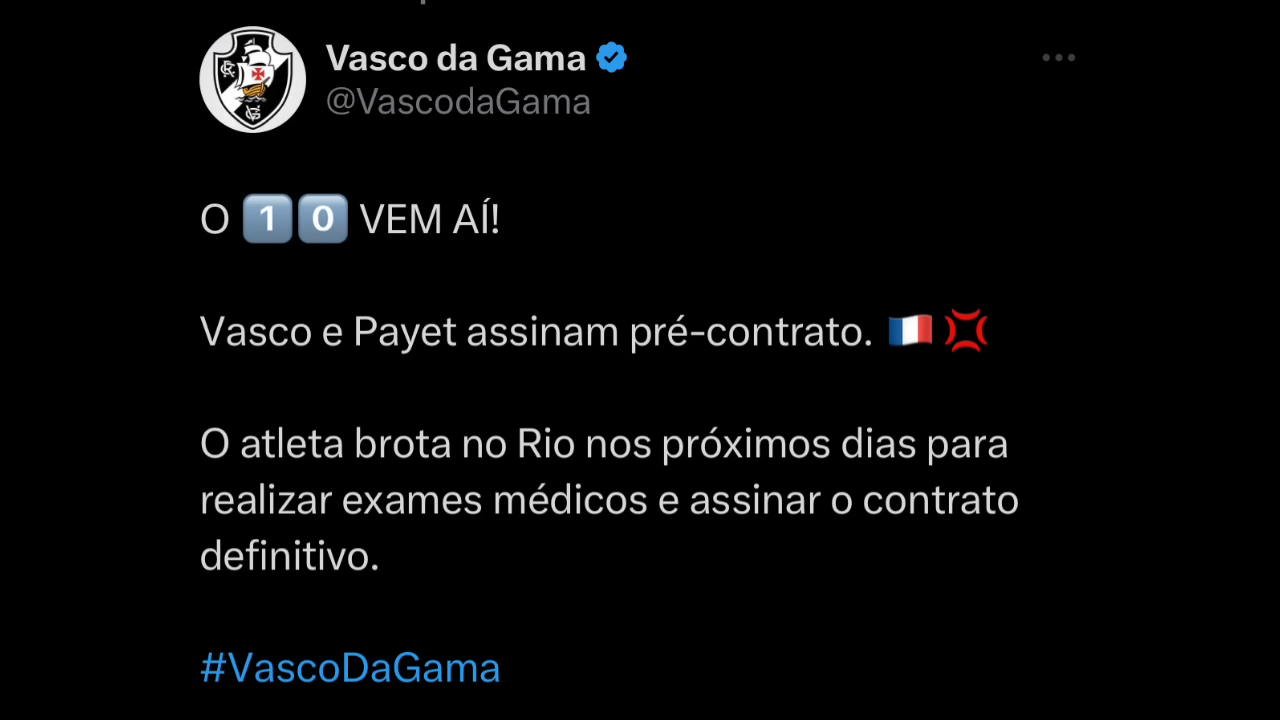 Vasco da Gama
@VascodaGama
O 1️⃣0️⃣ VEM AÍ!
Vasco e Payet assinam pré-contrato. 🇫🇷 💢
O atleta brota no Rio nos próximos dias para
realizar exames médicos e assinar o contrato
definitivo.
#VascoDaGama